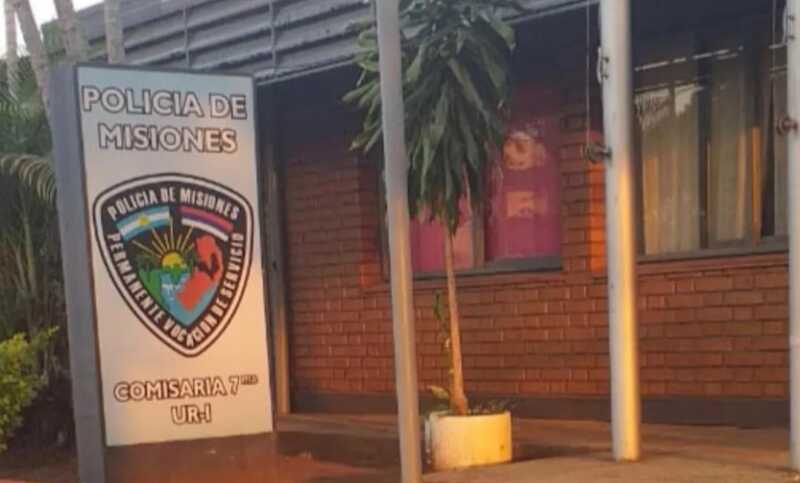 POLICIA DE
MISIONES
POLICIA DE MISIONES
PERMANENTE VOCACION DE SERVICIO
COMISARIA 7ᵐᵃ
UR-I